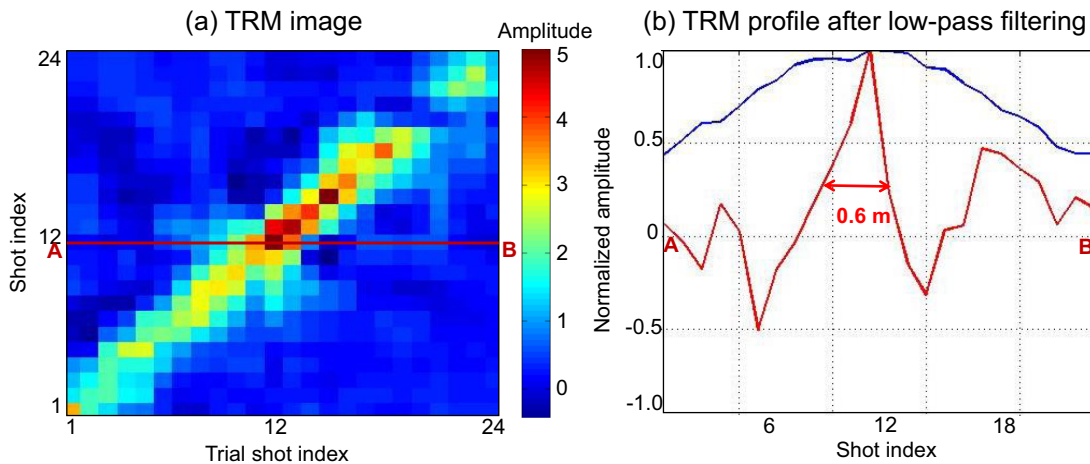 (a) TRM image
Amplitude
24
12
1
A
B
1
12
24
Shot index
Trial shot index
5
4
3
2
1
0
(b) TRM profile after low-pass filtering
1.0
0.5
0
-0.5
-1.0
Normalized amplitude
0.6 m
A
B
6
12
18
Shot index